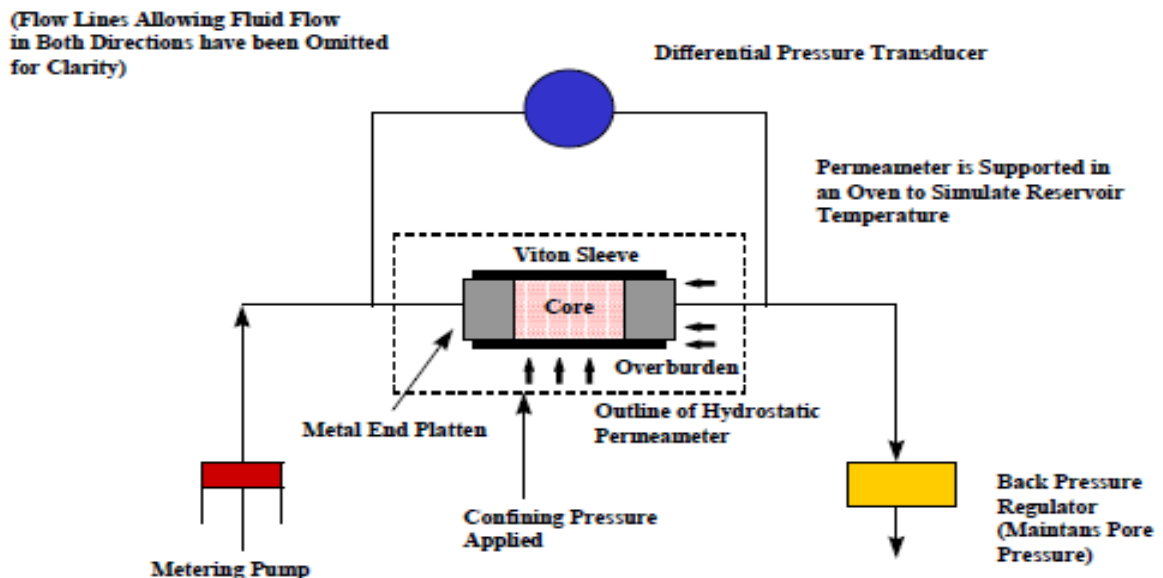 (Flow Lines Allowing Fluid Flow
in Both Directions have been Omitted
for Clarity)
Differential Pressure Transducer
Permeameter is Supported in
an Oven to Simulate Reservoir
Temperature
Viton Sleeve
Core
Overburden
Outline of Hydrostatic
Permeameter
Metal End Platten
Confining Pressure
Applied
Metering Pump
Back Pressure
Regulator
(Maintans Pore
Pressure)